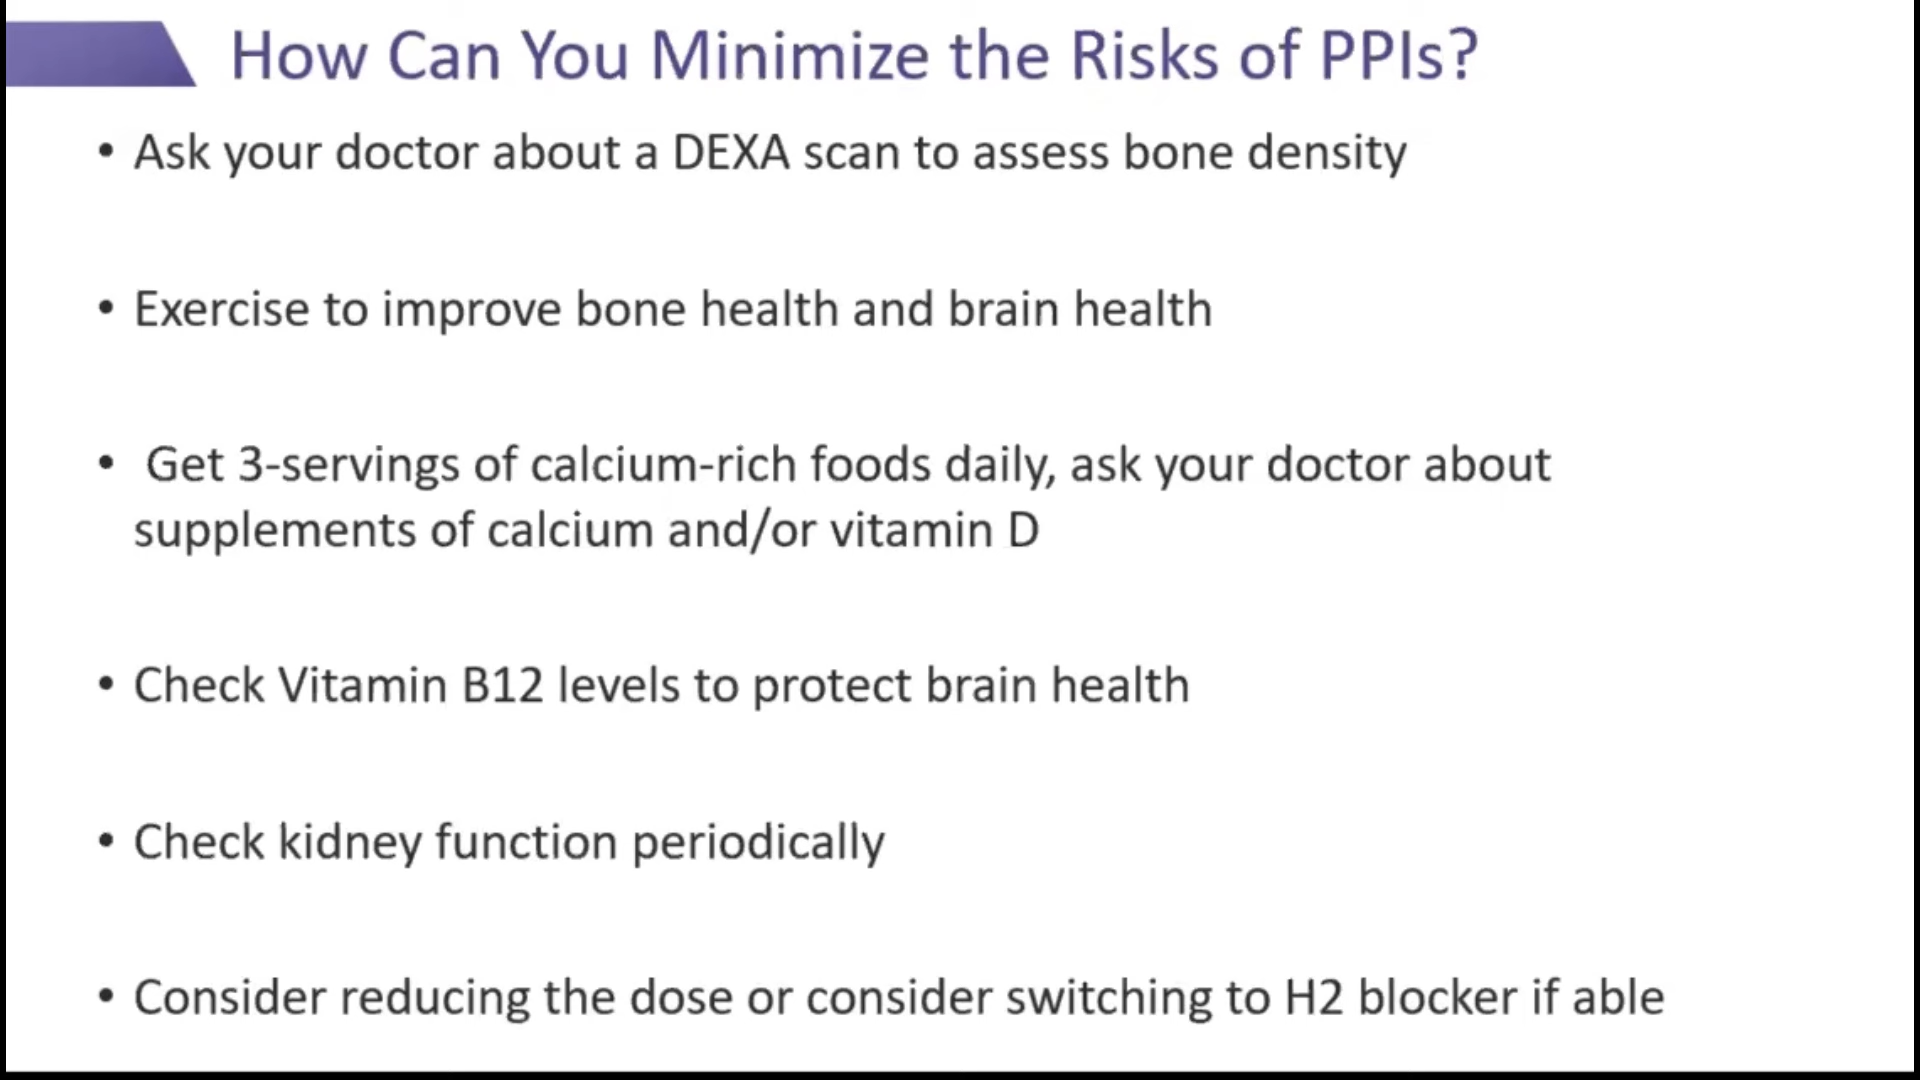 How Can You Minimize the Risks of PPIs?
• Ask your doctor about a DEXA scan to assess bone density
• Exercise to improve bone health and brain health
• Get 3-servings of calcium-rich foods daily, ask your doctor about
supplements of calcium and/or vitamin D
• Check Vitamin B12 levels to protect brain health
• Check kidney function periodically
• Consider reducing the dose or consider switching to H2 blocker if able